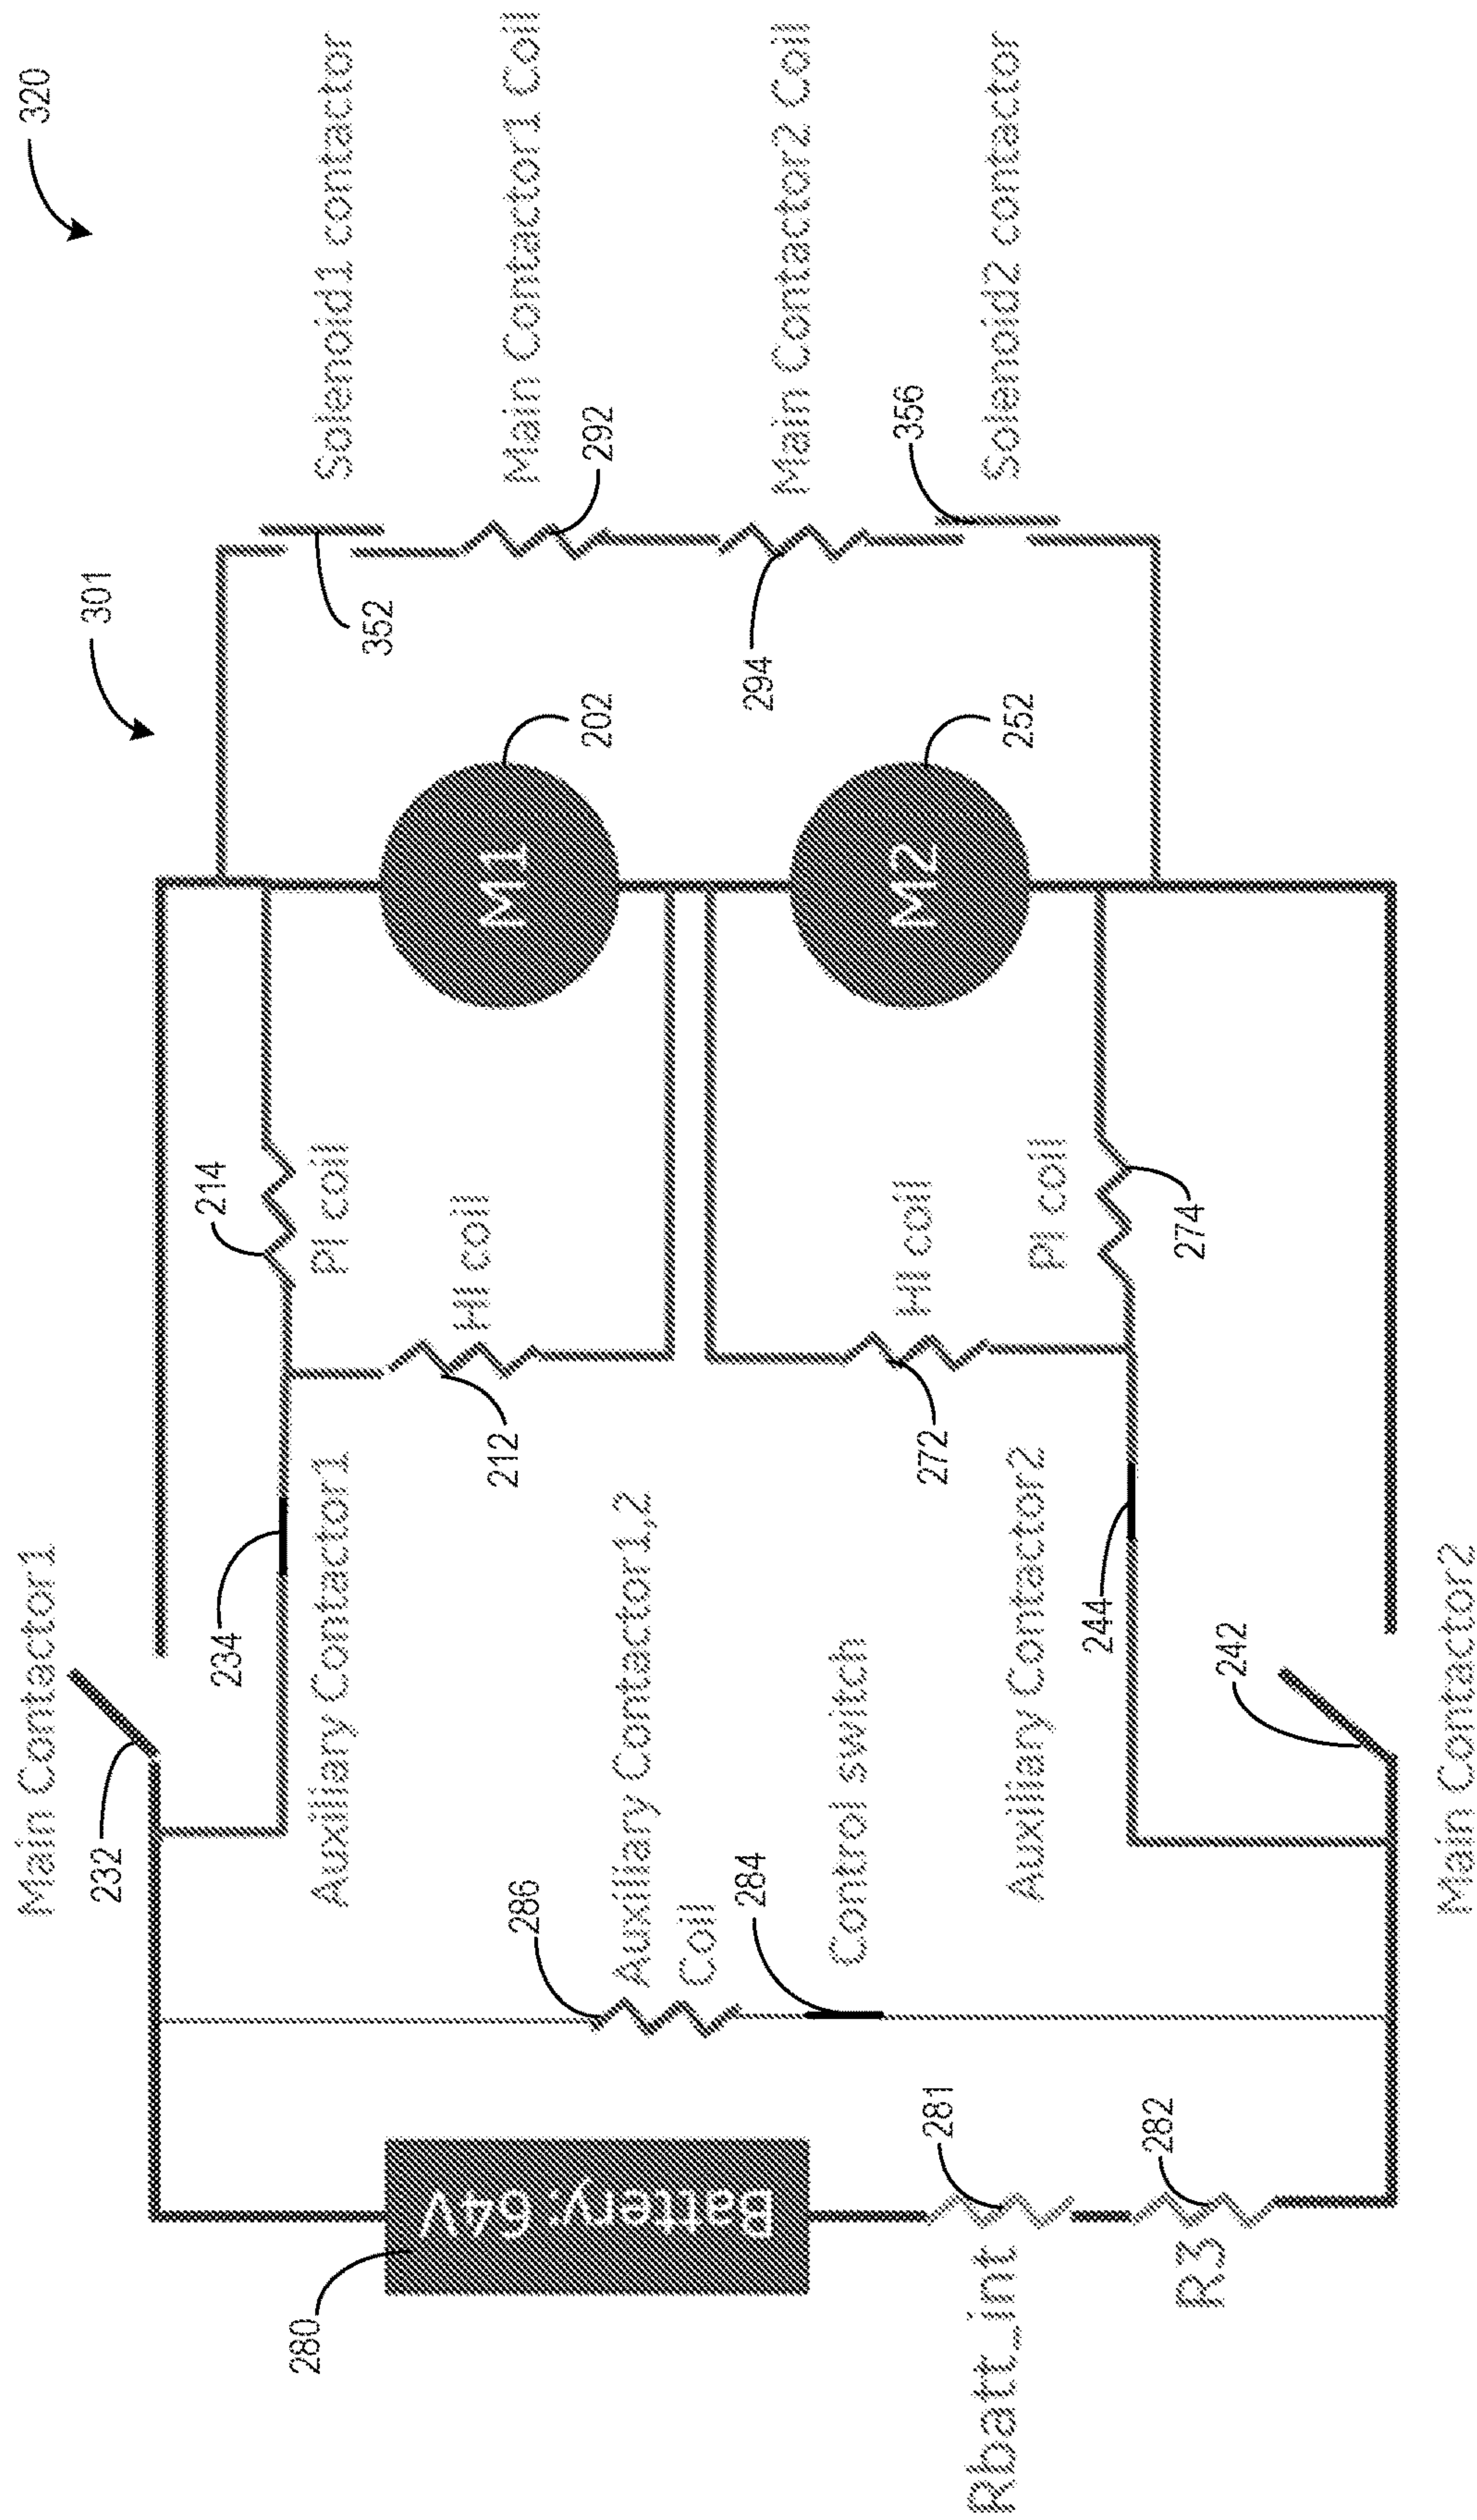 320
301
Main Contactor1
232
234
214
PI coil
Solenoid1 contactor
352
Auxiliary Contactor1
HI coil
212
M1
202
292
Main Contactor1 Coil
280
Battery: 64V
286
Auxiliary Contactor1,2
Coil
284
Control switch
294
Main Contactor2 Coil
M2
252
HI coil
272
356
Solenoid2 contactor
281
Rbatt_int
Auxiliary Contactor2
244
PI coil
274
282
R3
242
Main Contactor2